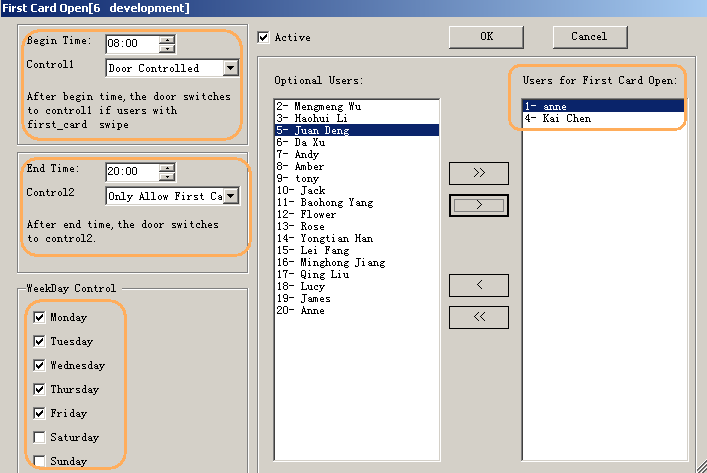 First Card Open[6 development]
Begin Time: 08:00
Control1 Door Controlled
After begin time, the door switches
to control1 if users with
first_card swipe
End Time: 20:00
Control2 Only Allow First Ca
After end time, the door switches
to control2.
WeekDay Control
Monday
Tuesday
Wednesday
Thursday
Friday
Saturday
Sunday
Active
OK
Cancel
Optional Users:
2- Mengmeng Wu
3- Haohui Li
5- Juan Deng
6- Da Xu
7- Andy
8- Amber
9- tony
10- Jack
11- Baohong Yang
12- Flower
13- Rose
14- Yongtian Han
15- Lei Fang
16- Minghong Jiang
17- Qing Liu
18- Lucy
19- James
20- Anne
>>
>
<
<<
Users for First Card Open:
1- anne
4- Kai Chen